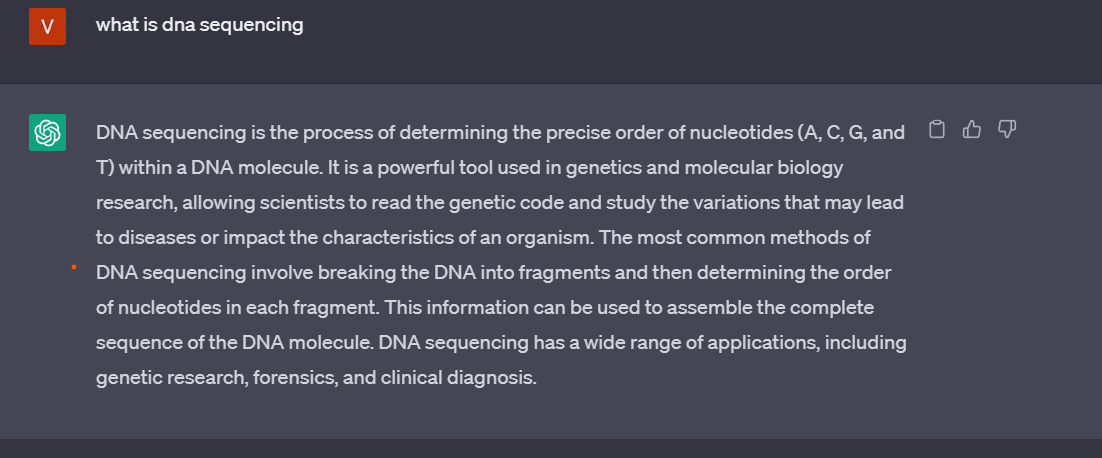 V
what is dna sequencing
DNA sequencing is the process of determining the precise order of nucleotides (A, C, G, and
T) within a DNA molecule. It is a powerful tool used in genetics and molecular biology
research, allowing scientists to read the genetic code and study the variations that may lead
to diseases or impact the characteristics of an organism. The most common methods of
DNA sequencing involve breaking the DNA into fragments and then determining the order
of nucleotides in each fragment. This information can be used to assemble the complete
sequence of the DNA molecule. DNA sequencing has a wide range of applications, including
genetic research, forensics, and clinical diagnosis.